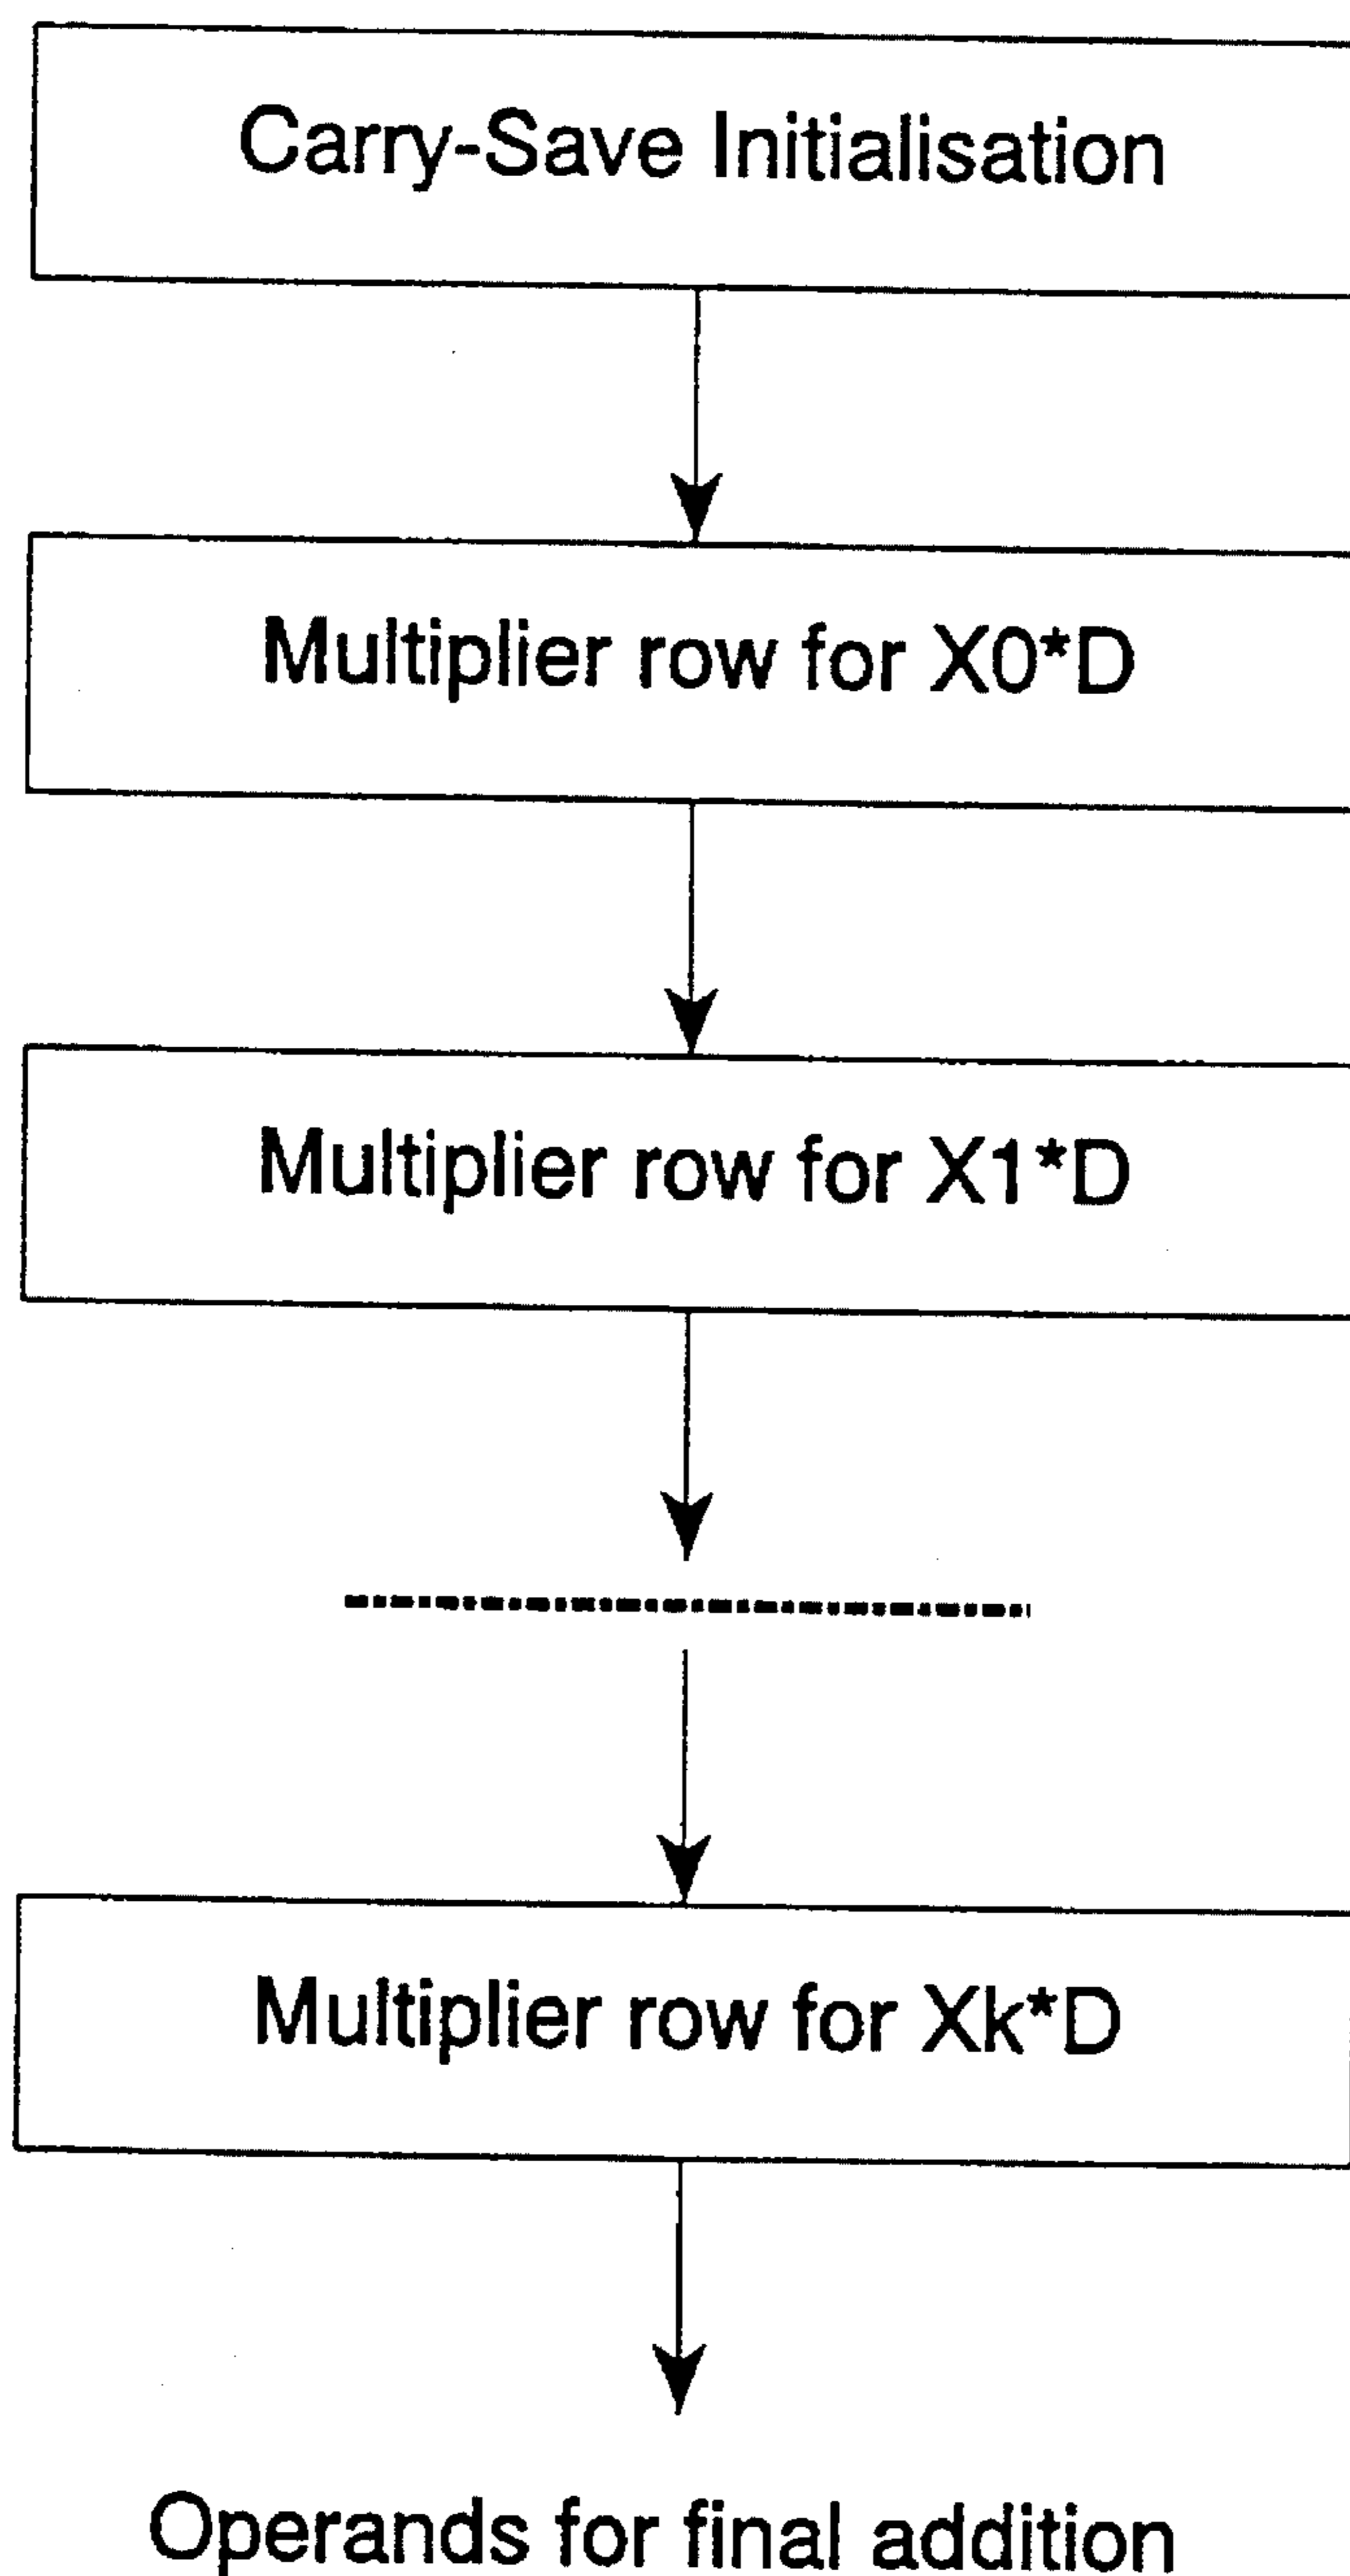 Carry-Save Initialisation
Multiplier row for X0*D
Multiplier row for X1*D
Multiplier row for Xk*D
Operands for final addition